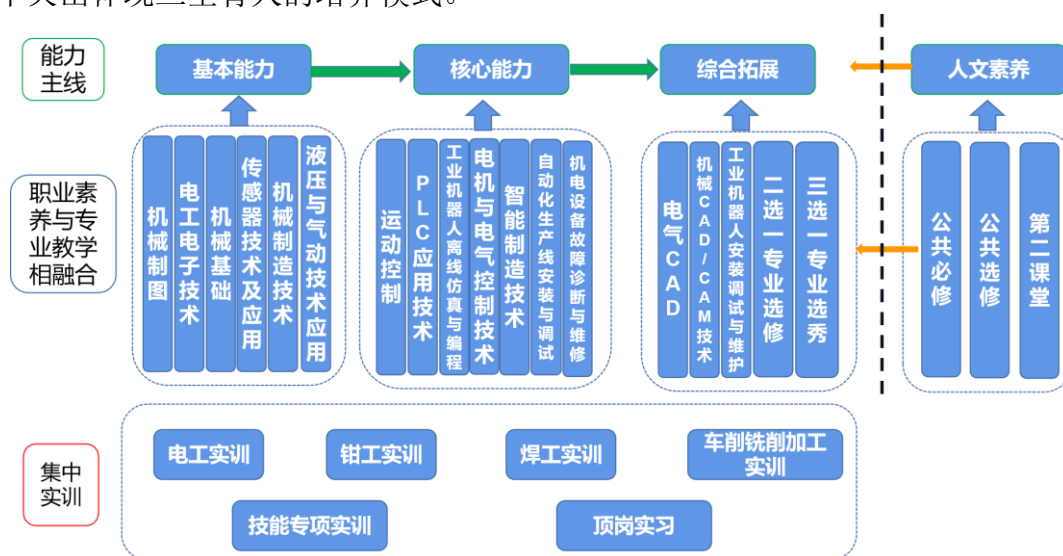 能力
主线
基本能力
核心能力
综合拓展
人文素养
职业素
养与专
业教学
相融合
机械制图
电工电子技术
机械基础
传感器技术及应用
机械制造技术
液压与气动技术应用
运动控制
PLC应用技术
工业机器人离线仿真与编程
电机与电气控制技术
智能制造技术
自动化生产线安装与调试
机电设备故障诊断与维修
电气CAD
机械CAD/CAM技术
工业机器人安装调试与维护
二选一专业选修
三选一专业选秀
公共必修
公共选修
第二课堂
集中
实训
电工实训
钳工实训
焊工实训
车削铣削加工
实训
技能专项实训
顶岗实习